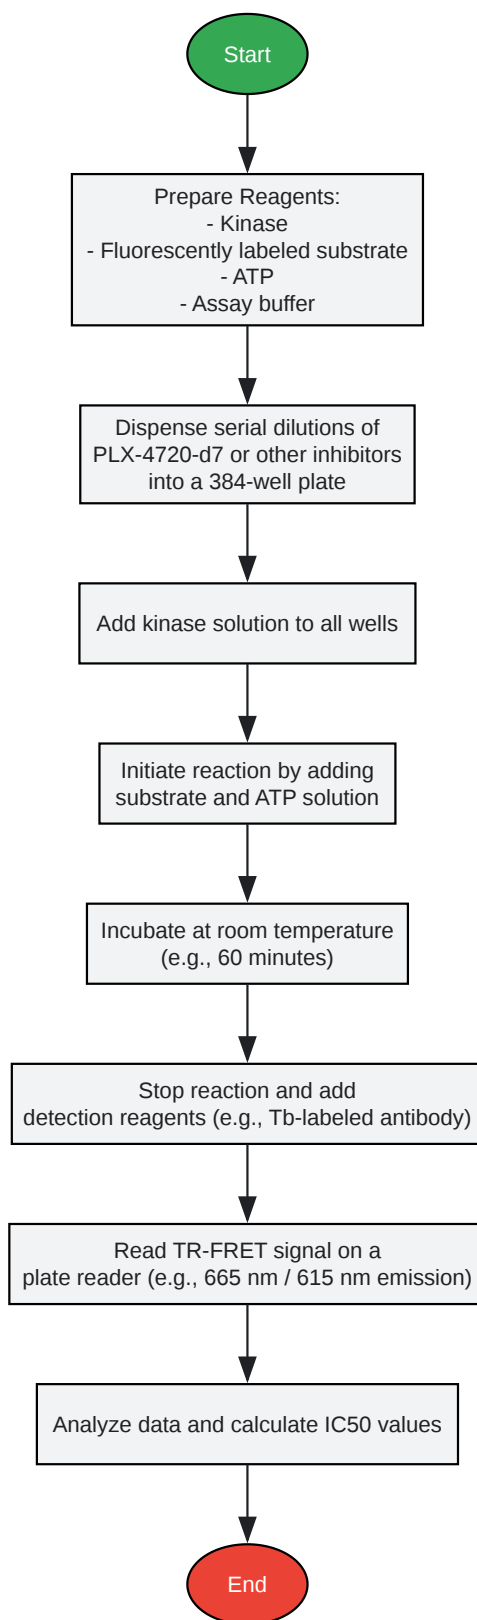 Start
Prepare Reagents:
- Kinase
- Fluorescently labeled substrate
- ATP
- Assay buffer
Dispense serial dilutions of
PLX-4720-d7 or other inhibitors
into a 384-well plate
Add kinase solution to all wells
Initiate reaction by adding
substrate and ATP solution
Incubate at room temperature
(e.g., 60 minutes)
Stop reaction and add
detection reagents (e.g., Tb-labeled antibody)
Read TR-FRET signal on a
plate reader (e.g., 665 nm / 615 nm emission)
Analyze data and calculate IC50 values
End